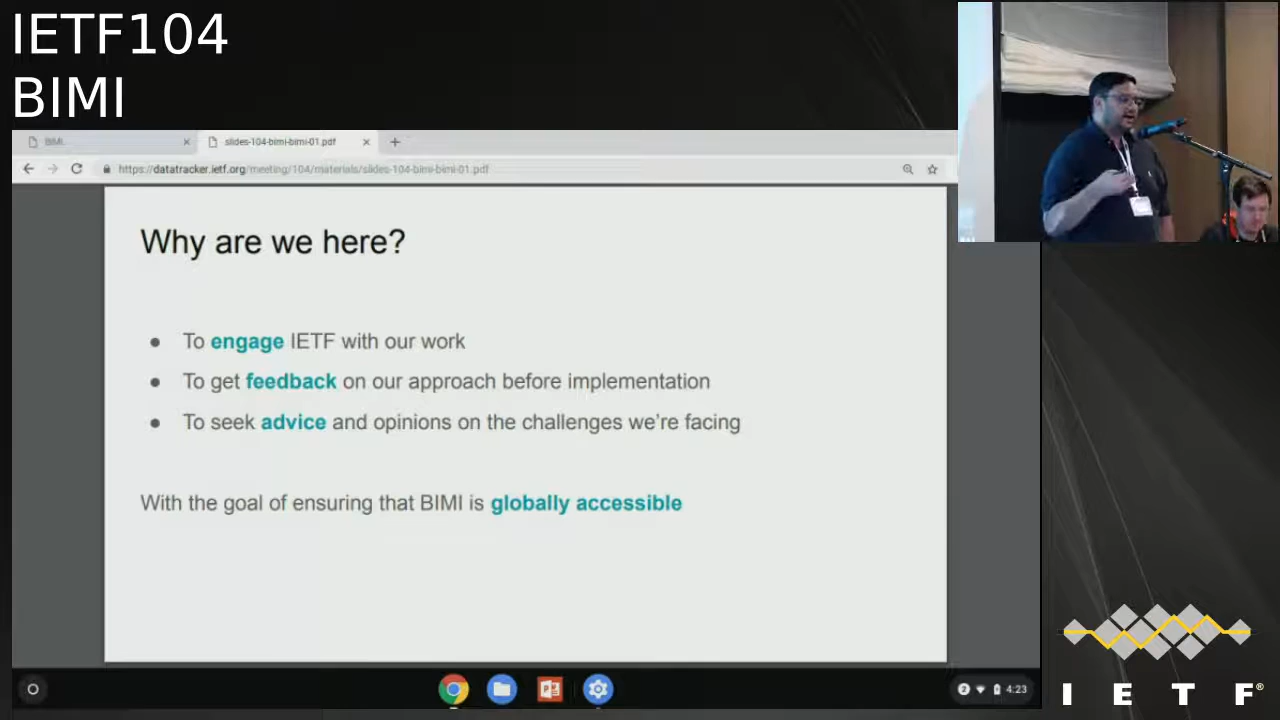 IETF104
BIMI
BIMI
slides-104-bimi-bimi-01.pdf
https://datatracker.ietf.org/meeting/104/materials/slides-104-bimi-bimi-01.pdf
Why are we here?
● To engage IETF with our work
● To get feedback on our approach before implementation
● To seek advice and opinions on the challenges we're facing
With the goal of ensuring that BIMI is globally accessible
2 4:23
I E T F®